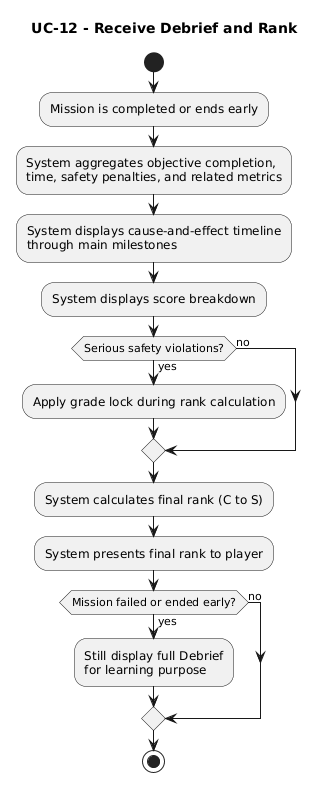 UC-12 - Receive Debrief and Rank
Mission is completed or ends early
System aggregates objective completion,
time, safety penalties, and related metrics
System displays cause-and-effect timeline
through main milestones
System displays score breakdown
Serious safety violations?
no
yes
Apply grade lock during rank calculation
System calculates final rank (C to S)
System presents final rank to player
Mission failed or ended early?
no
yes
Still display full Debrief
for learning purpose